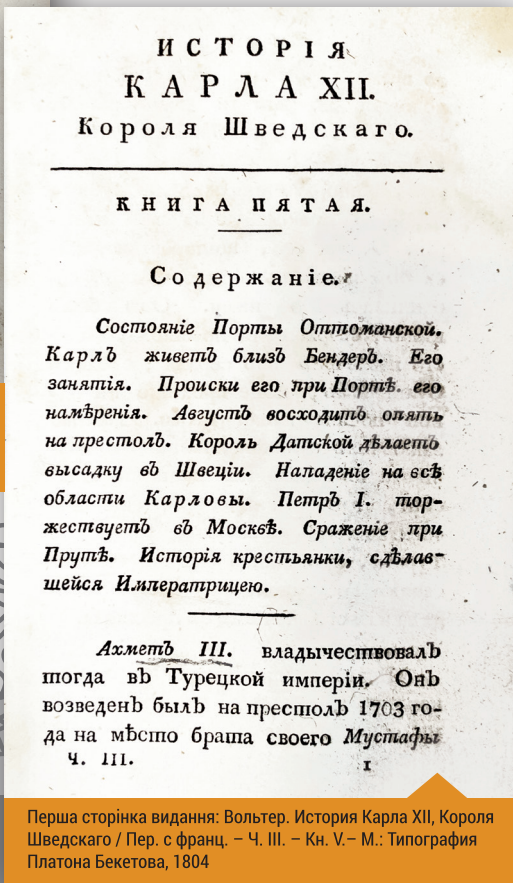 ИСТОРІЯ
КАРЛА XII.
Короля Шведскаго.
КНИГА ПЯТАЯ.
Содержаніе.
Состояніе Порты Оттоманской.
Карлъ живетъ близъ Бендеръ. Его
занятія. Происки его при Портѣ. его
намѣренія. Августъ восходитъ опять
на престолъ. Король Датской дѣлаетъ
высадку въ Швеціи. Нападеніе на всѣ
области Карловы. Петръ I. тор-
жествуетъ въ Москвѣ. Сраженіе при
Прутѣ. Исторія крестьянки, сдѣлав-
шейся Императрицею.
Ахметъ III. владычествовалъ
тогда въ Турецкой имперіи. Онъ
возведенъ былъ на престолъ 1703 го-
да на мѣсто брата своего Мустафы
Ч. III.
I
Перша сторінка видання: Вольтер. История Карла XII, Короля
Шведскаго / Пер. с франц. – Ч. III. – Кн. V.– М.: Типография
Платона Бекетова, 1804